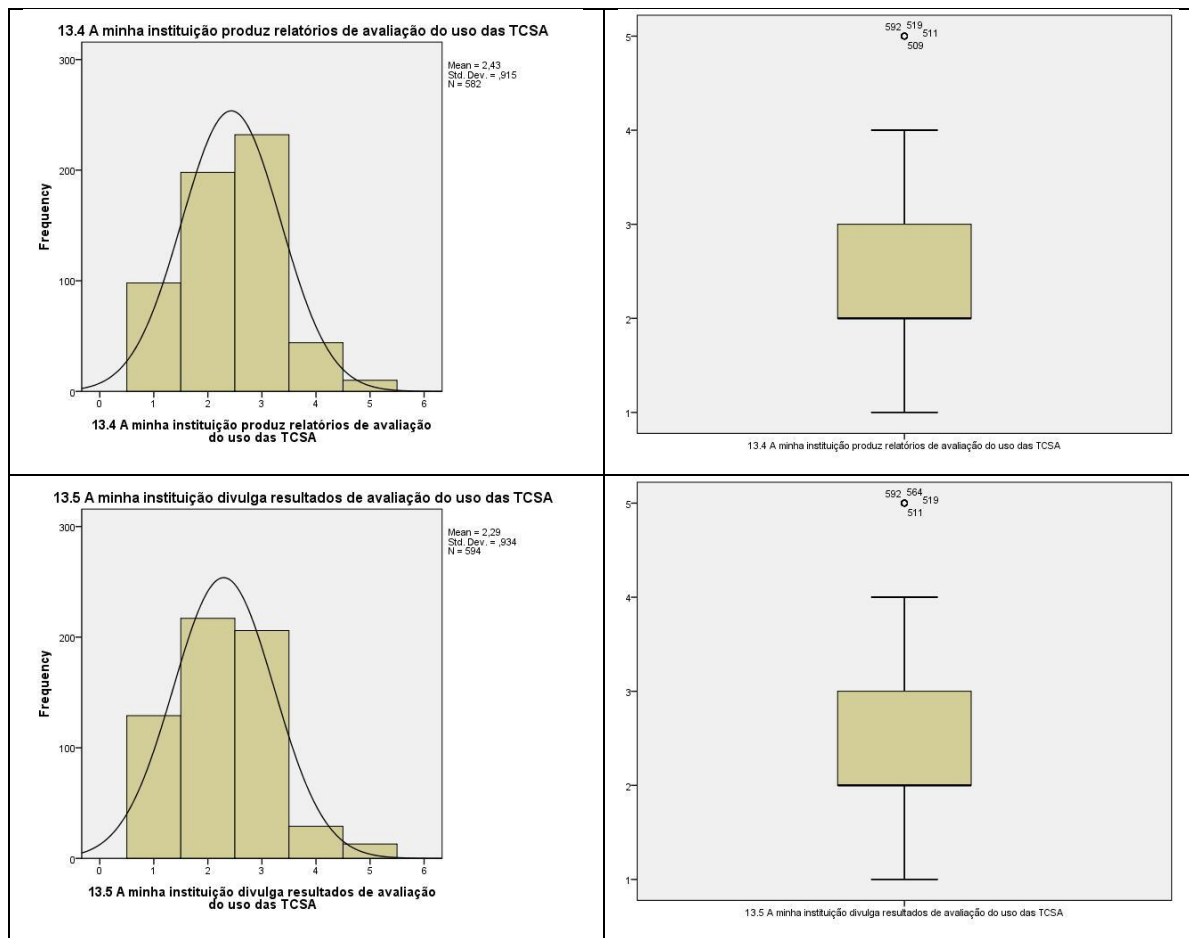 13.4 A minha instituição produz relatórios de avaliação do uso das TCSA
Mean = 2,43
Std. Dev. = ,915
N = 582
300
200
100
0
Frequency
0 1 2 3 4 5 6
13.4 A minha instituição produz relatórios de avaliação
do uso das TCSA
592 519
511
509
5
4
3
2
1
13.4 A minha instituição produz relatórios de avaliação do uso das TCSA
13.5 A minha instituição divulga resultados de avaliação do uso das TCSA
Mean = 2,29
Std. Dev. = ,934
N = 594
300
200
100
0
Frequency
0 1 2 3 4 5 6
13.5 A minha instituição divulga resultados de avaliação
do uso das TCSA
592 564
519
511
5
4
3
2
1
13.5 A minha instituição divulga resultados de avaliação do uso das TCSA